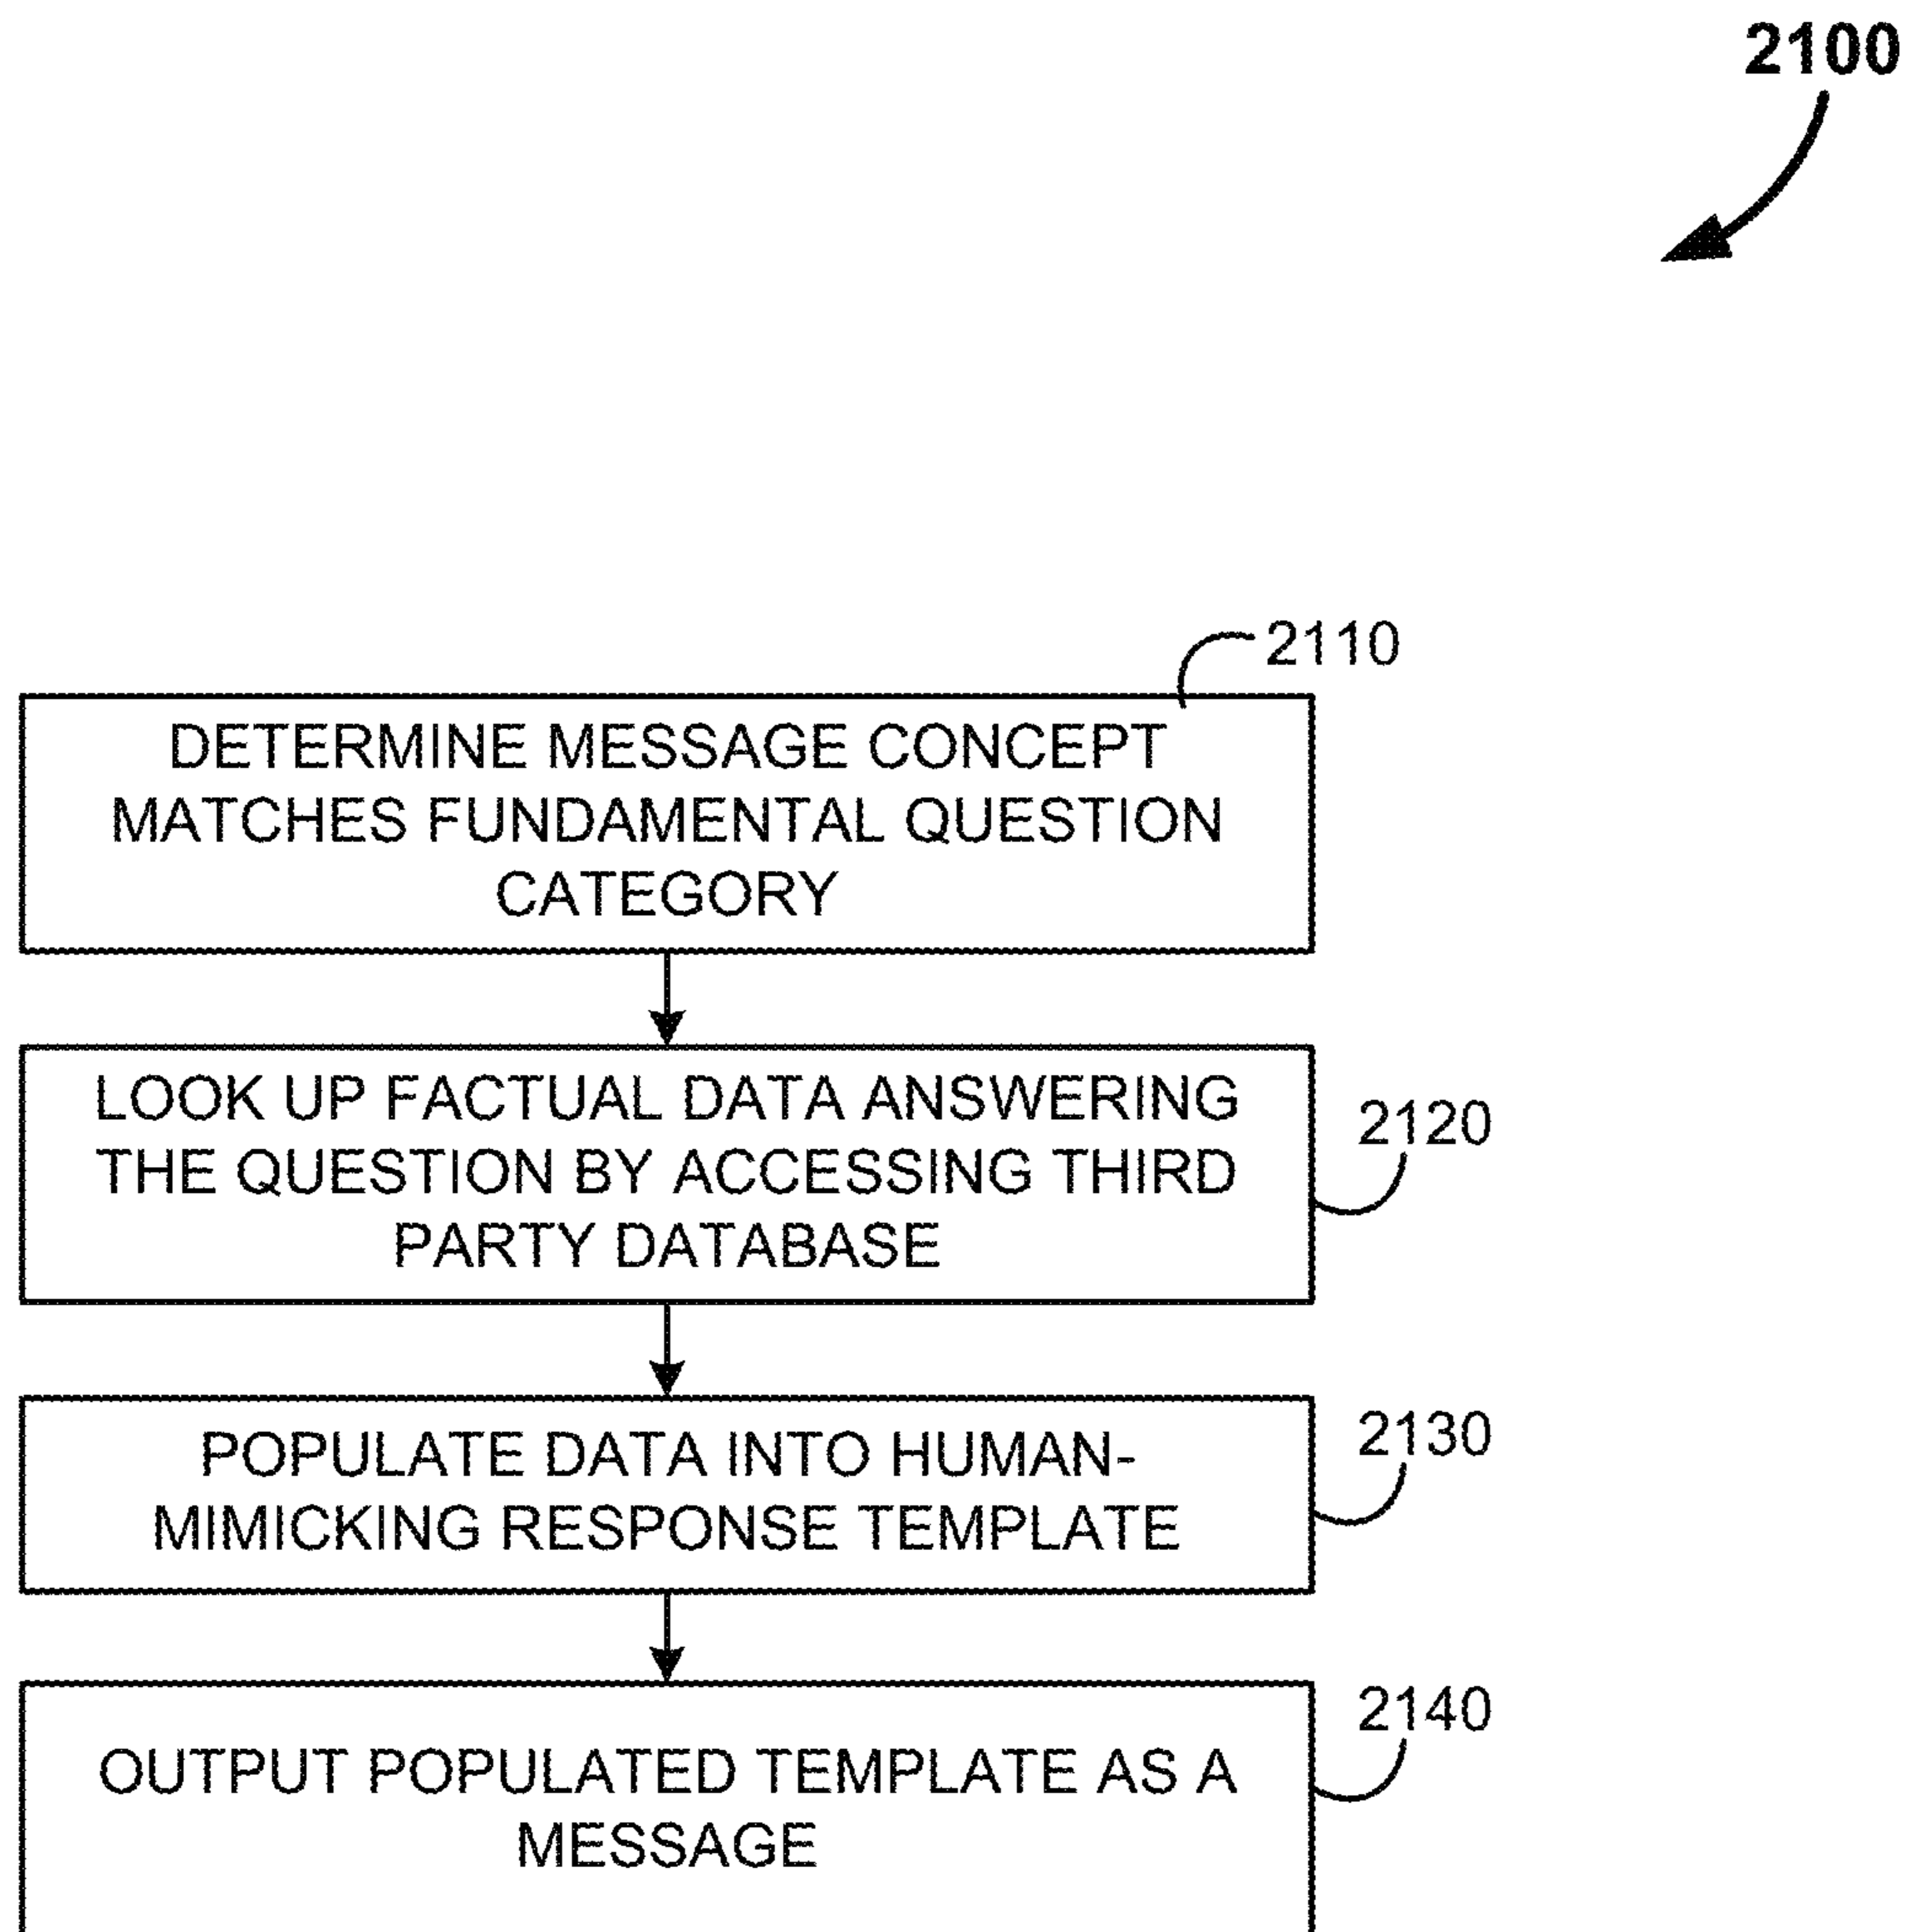 2100
2110
DETERMINE MESSAGE CONCEPT
MATCHES FUNDAMENTAL QUESTION
CATEGORY
LOOK UP FACTUAL DATA ANSWERING
THE QUESTION BY ACCESSING THIRD
PARTY DATABASE
2120
POPULATE DATA INTO HUMAN-
MIMICKING RESPONSE TEMPLATE
2130
OUTPUT POPULATED TEMPLATE AS A
MESSAGE
2140